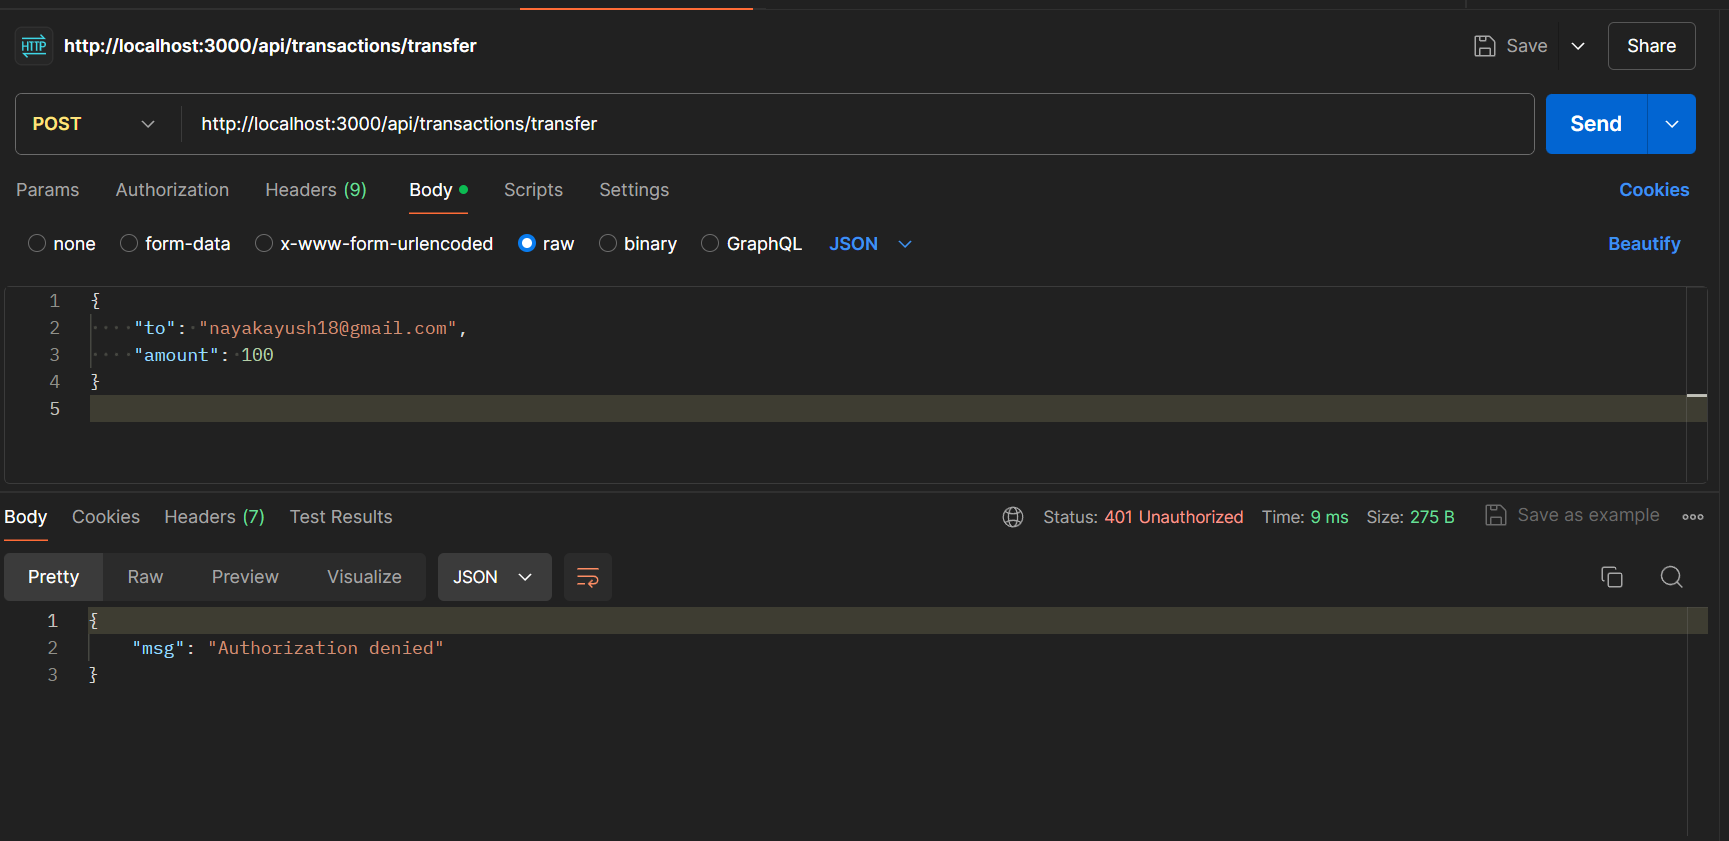 HTTP http://localhost:3000/api/transactions/transfer Save Share
POST http://localhost:3000/api/transactions/transfer Send
Params Authorization Headers (9) Body Scripts Settings Cookies
none form-data x-www-form-urlencoded raw binary GraphQL JSON Beautify
1 {
2 "to": "nayakayush18@gmail.com",
3 "amount": 100
4 }
5
Body Cookies Headers (7) Test Results Status: 401 Unauthorized Time: 9 ms Size: 275 B Save as example
Pretty Raw Preview Visualize JSON
1 {
2 "msg": "Authorization denied"
3 }